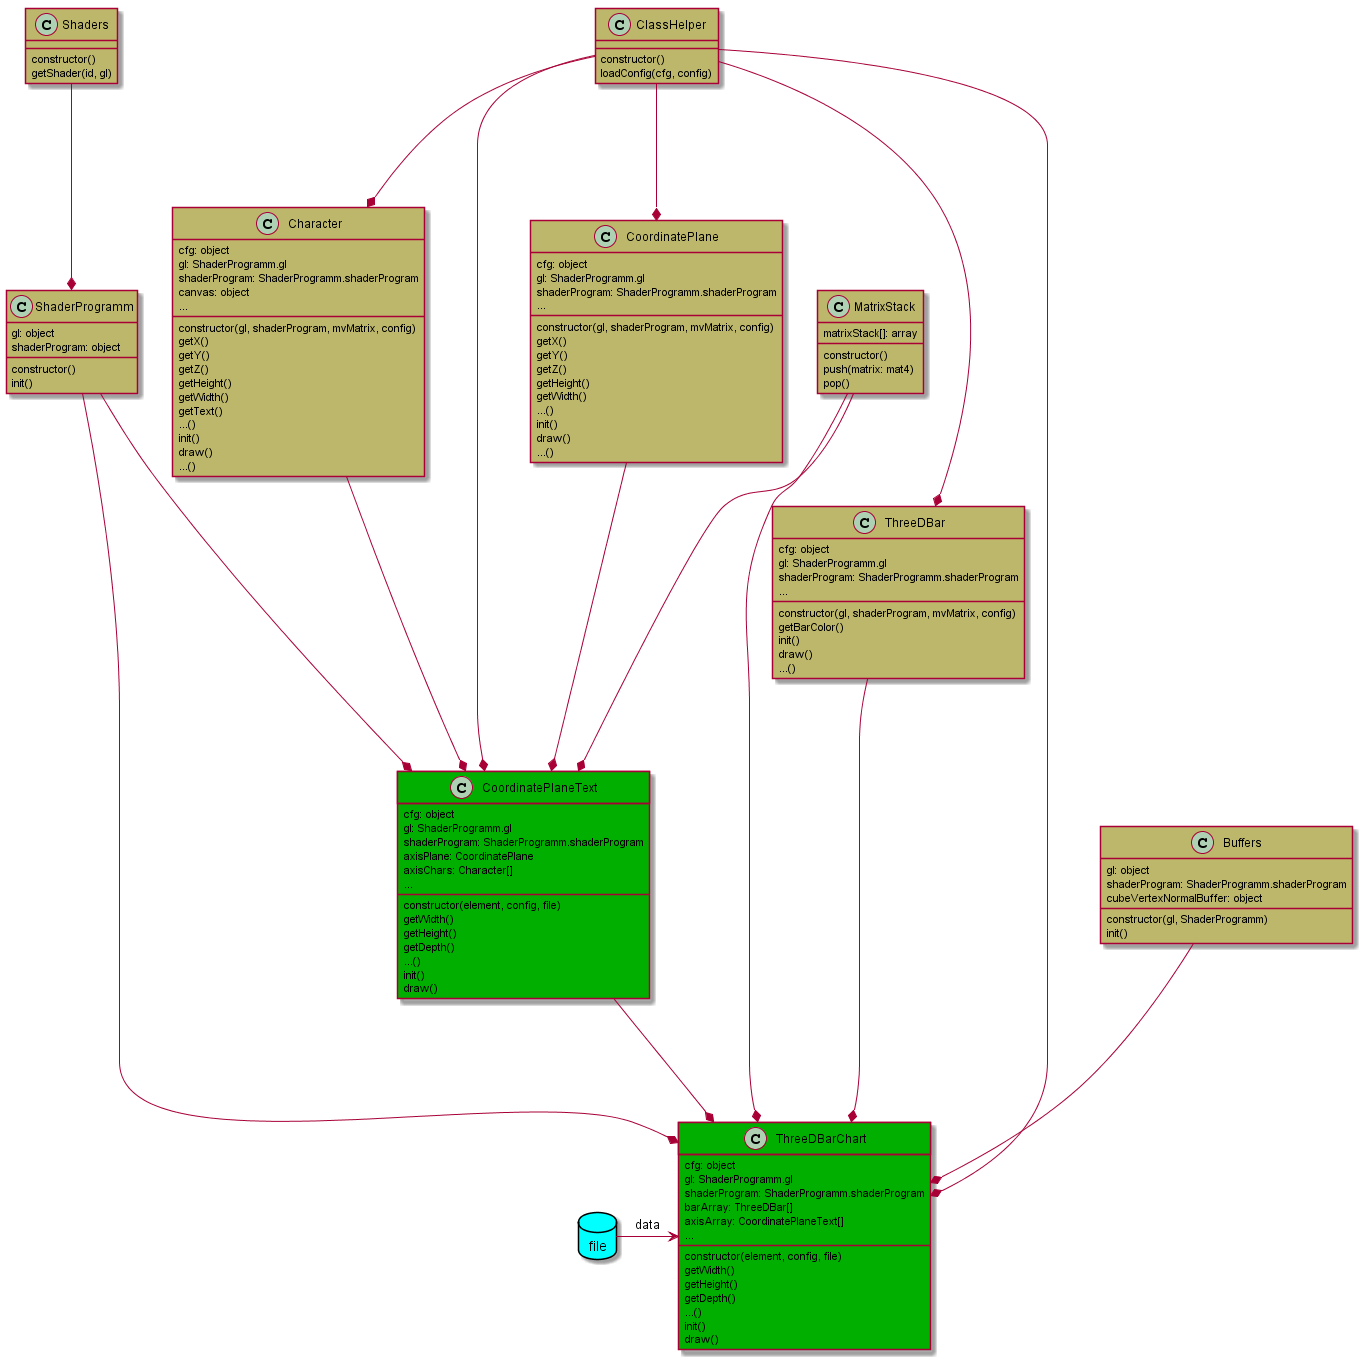 C Shaders
constructor()
getShader(id, gl)
C ClassHelper
constructor()
loadConfig(cfg, config)
C Character
cfg: object
gl: ShaderProgramm.gl
shaderProgram: ShaderProgramm.shaderProgram
canvas: object
...
constructor(gl, shaderProgram, mvMatrix, config)
getX()
getY()
getZ()
getHeight()
getWidth()
getText()
...()
init()
draw()
...()
C CoordinatePlane
cfg: object
gl: ShaderProgramm.gl
shaderProgram: ShaderProgramm.shaderProgram
...
constructor(gl, shaderProgram, mvMatrix, config)
getX()
getY()
getZ()
getHeight()
getWidth()
...()
init()
draw()
...()
C ShaderProgramm
gl: object
shaderProgram: object
constructor()
init()
C MatrixStack
matrixStack[]: array
constructor()
push(matrix: mat4)
pop()
C ThreeDBar
cfg: object
gl: ShaderProgramm.gl
shaderProgram: ShaderProgramm.shaderProgram
...
constructor(gl, shaderProgram, mvMatrix, config)
getBarColor()
init()
draw()
...()
C CoordinatePlaneText
cfg: object
gl: ShaderProgramm.gl
shaderProgram: ShaderProgramm.shaderProgram
axisPlane: CoordinatePlane
axisChars: Character[]
...
constructor(element, config, file)
getWidth()
getHeight()
getDepth()
...()
init()
draw()
C Buffers
gl: object
shaderProgram: ShaderProgramm.shaderProgram
cubeVertexNormalBuffer: object
constructor(gl, ShaderProgramm)
init()
C ThreeDBarChart
cfg: object
gl: ShaderProgramm.gl
shaderProgram: ShaderProgramm.shaderProgram
barArray: ThreeDBar[]
axisArray: CoordinatePlaneText[]
...
constructor(element, config, file)
getWidth()
getHeight()
getDepth()
...()
init()
draw()
data
file